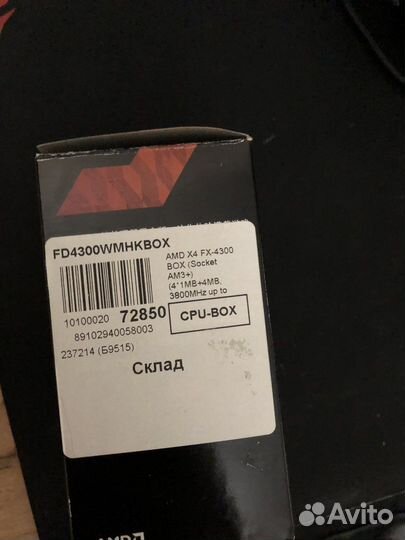 FD4300WMHKBOX
AMD X4 FX-4300
BOX (Socket
AM3+)
(4*1MB+4MB,
3800MHz up to
10100020 72850
CPU-BOX
89102940058003
237214 (Б9515)
Склад
AMD
Avito